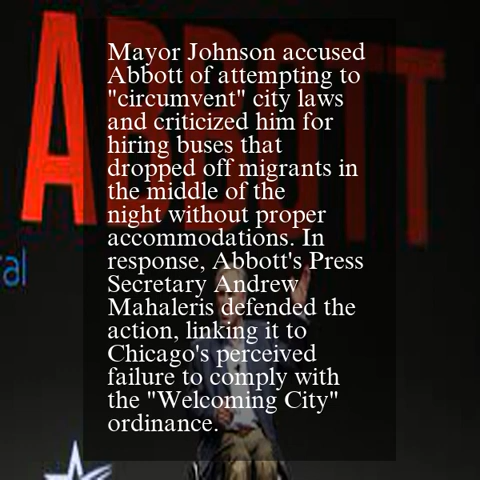 ABBOTT
al
Mayor Johnson accused
Abbott of attempting to
"circumvent" city laws
and criticized him for
hiring buses that
dropped off migrants in
the middle of the
night without proper
accommodations. In
response, Abbott's Press
Secretary Andrew
Mahaleris defended the
action, linking it to
Chicago's perceived
failure to comply with
the "Welcoming City"
ordinance.